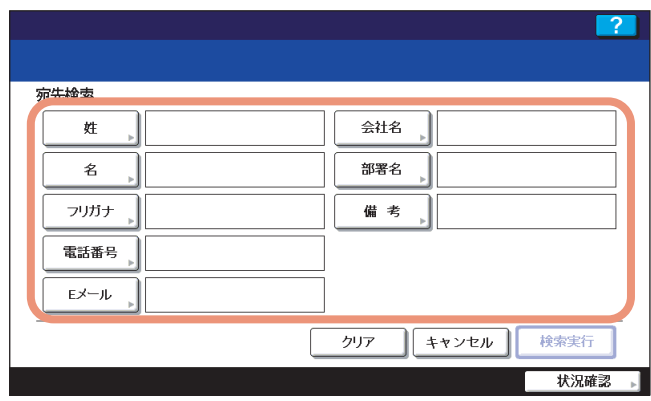 ?
宛先検索
姓 会社名
名 部署名
フリガナ 備 考
電話番号
Eメール
クリア キャンセル 検索実行
状況確認